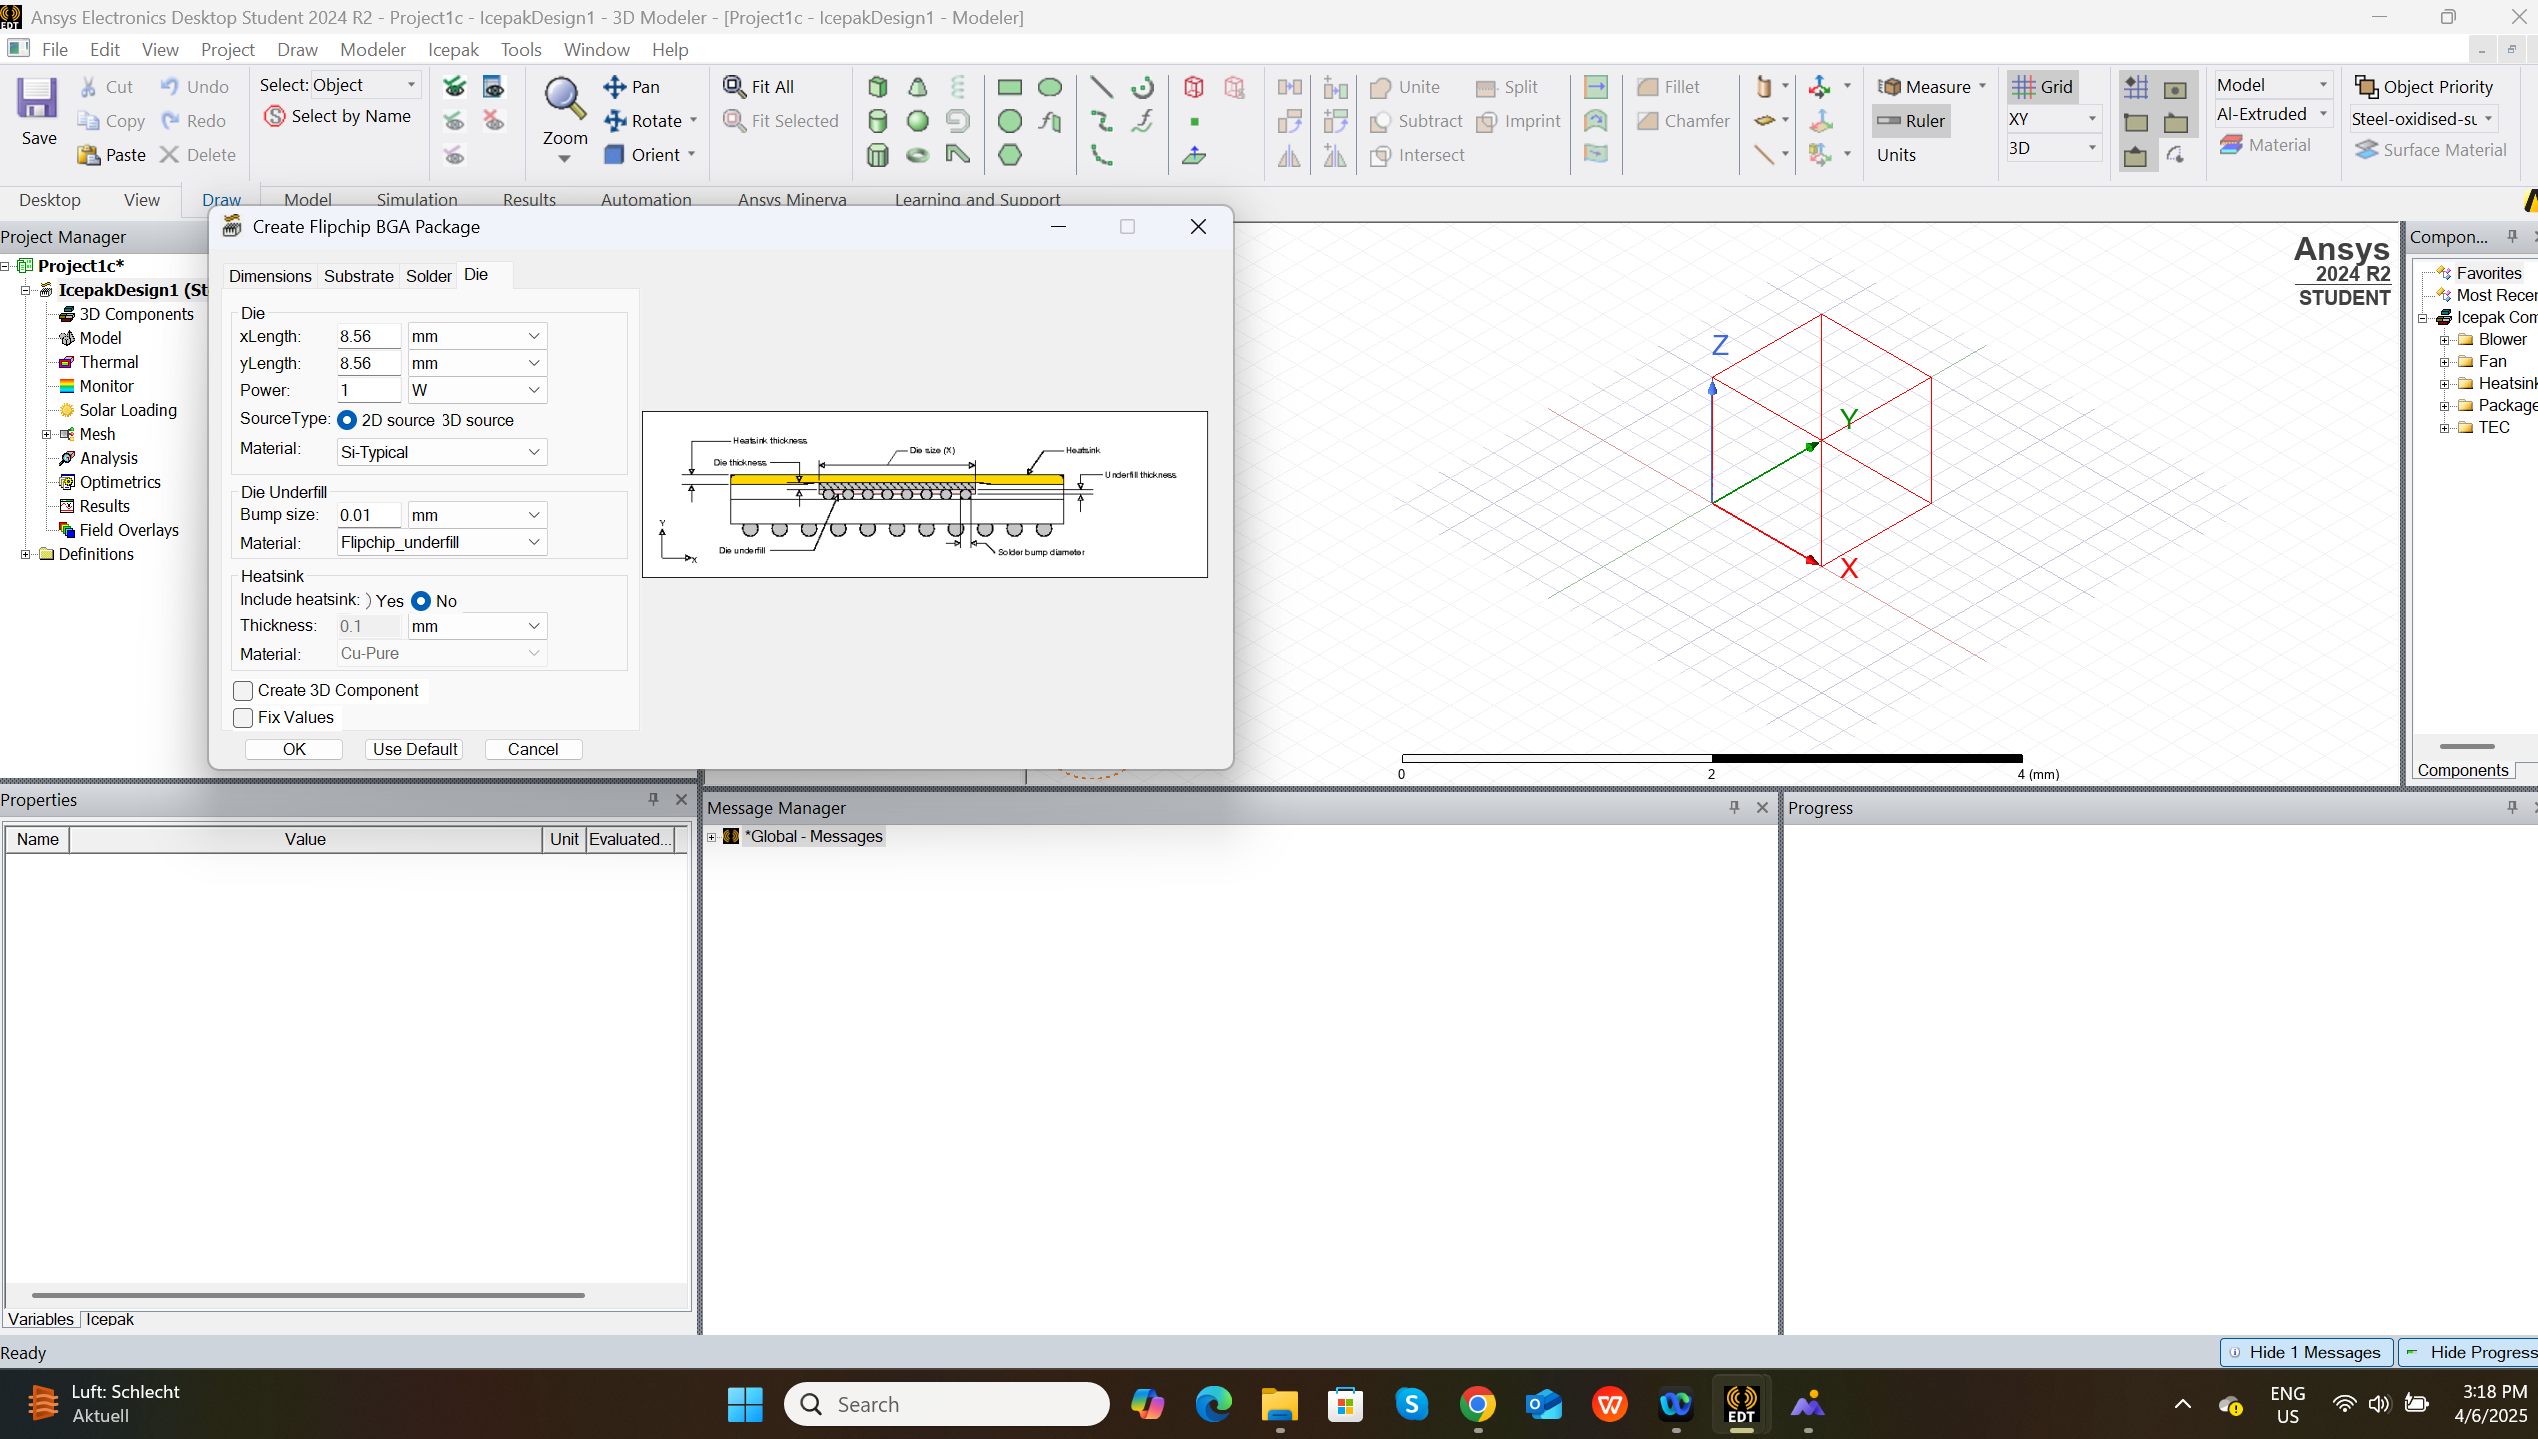 Ansys Electronics Desktop Student 2024 R2 - Project1c - IcepakDesign1 - 3D Modeler - [Project1c - IcepakDesign1 - Modeler]
File Edit View Project Draw Modeler Icepak Tools Window Help
Save
Cut Undo
Copy Redo
Paste Delete
Select: Object
Select by Name
Zoom
Pan
Rotate
Orient
Fit All
Fit Selected
Unite Split
Subtract Imprint
Intersect
Fillet
Chamfer
Measure
Ruler
Units
Grid
XY
3D
Model
Al-Extruded
Material
Object Priority
Steel-oxidised-su
Surface Material
Desktop View Draw Model Simulation Results Automation Ansys Minerva Learning and Support
Project Manager
Project1c*
IcepakDesign1 (St
3D Components
Model
Thermal
Monitor
Solar Loading
Mesh
Analysis
Optimetrics
Results
Field Overlays
Definitions
Create Flipchip BGA Package
Dimensions Substrate Solder Die
Die
xLength: 8.56 mm
yLength: 8.56 mm
Power: 1 W
SourceType: 2D source 3D source
Material: Si-Typical
Die Underfill
Bump size: 0.01 mm
Material: Flipchip_underfill
Heatsink
Include heatsink: Yes No
Thickness: 0.1 mm
Material: Cu-Pure
Create 3D Component
Fix Values
OK Use Default Cancel
Heatsink thickness
Die size (X)
Heatsink
Die thickness
Underfill thickness
Y
X
Die underfill
Solder bump diameter
Ansys
2024 R2
STUDENT
Z
Y
X
0 2 4 (mm)
Compon...
Favorites
Most Recen
Icepak Com
Blower
Fan
Heatsink
Package
TEC
Components
Properties
Name Value Unit Evaluated...
Variables Icepak
Message Manager
*Global - Messages
Progress
Ready
Hide 1 Messages Hide Progress
Luft: Schlecht
Aktuell
Search
EDT
ENG
US
3:18 PM
4/6/2025